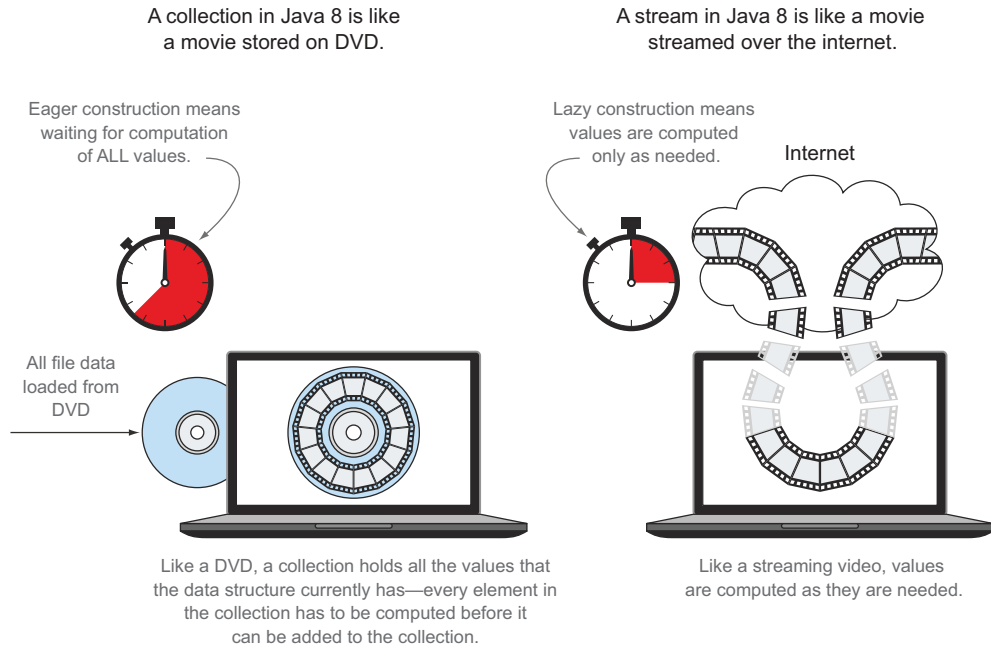 A collection in Java 8 is like
a movie stored on DVD.
A stream in Java 8 is like a movie
streamed over the internet.
Eager construction means
waiting for computation
of ALL values.
Lazy construction means
values are computed
only as needed.
Internet
All file data
loaded from
DVD
Like a DVD, a collection holds all the values that
the data structure currently has—every element in
the collection has to be computed before it
can be added to the collection.
Like a streaming video, values
are computed as they are needed.